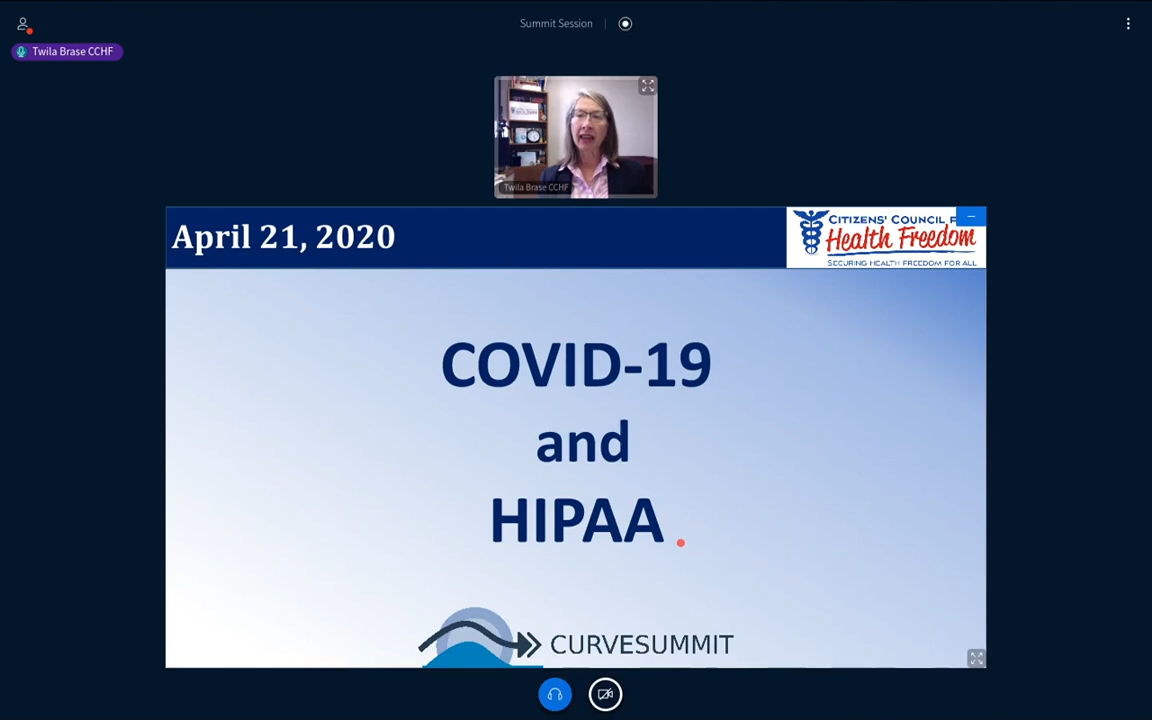 Summit Session
Twila Brase CCHF
Twila Brase CCHF
April 21, 2020
CITIZENS' COUNCIL F
Health Freedom
SECURING HEALTH FREEDOM FOR ALL
COVID-19
and
HIPAA
CURVESUMMIT